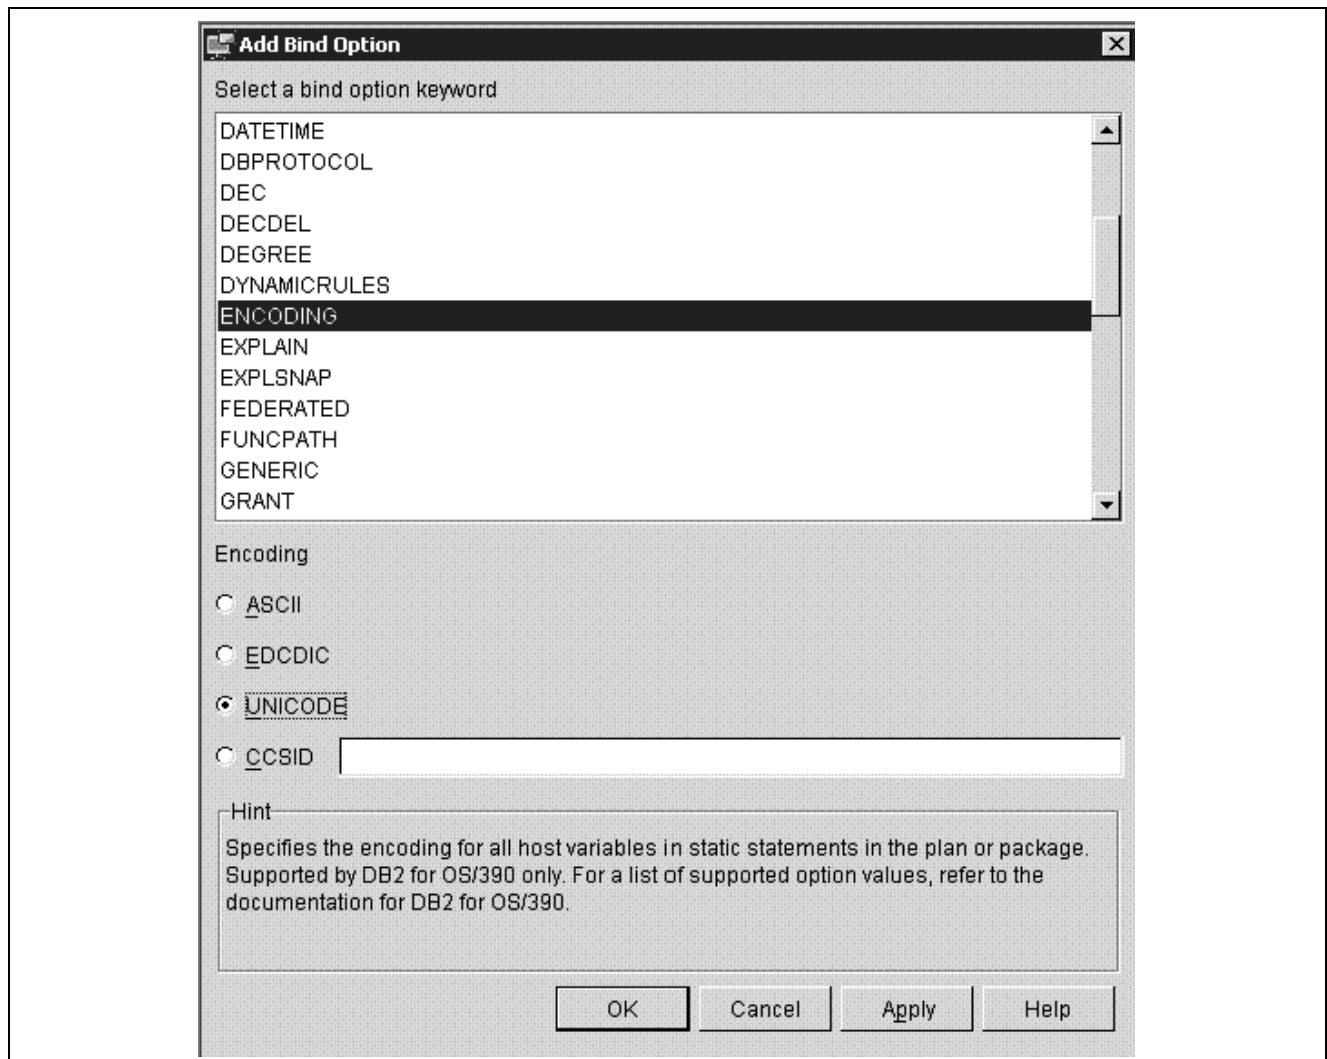 Add Bind Option
Select a bind option keyword
DATETIME
DBPROTOCOL
DEC
DECDEL
DEGREE
DYNAMICRULES
ENCODING
EXPLAIN
EXPLSNAP
FEDERATED
FUNCPATH
GENERIC
GRANT
Encoding
ASCII
EDCDIC
UNICODE
CCSID
Hint
Specifies the encoding for all host variables in static statements in the plan or package.
Supported by DB2 for OS/390 only. For a list of supported option values, refer to the
documentation for DB2 for OS/390.
OK Cancel Apply Help